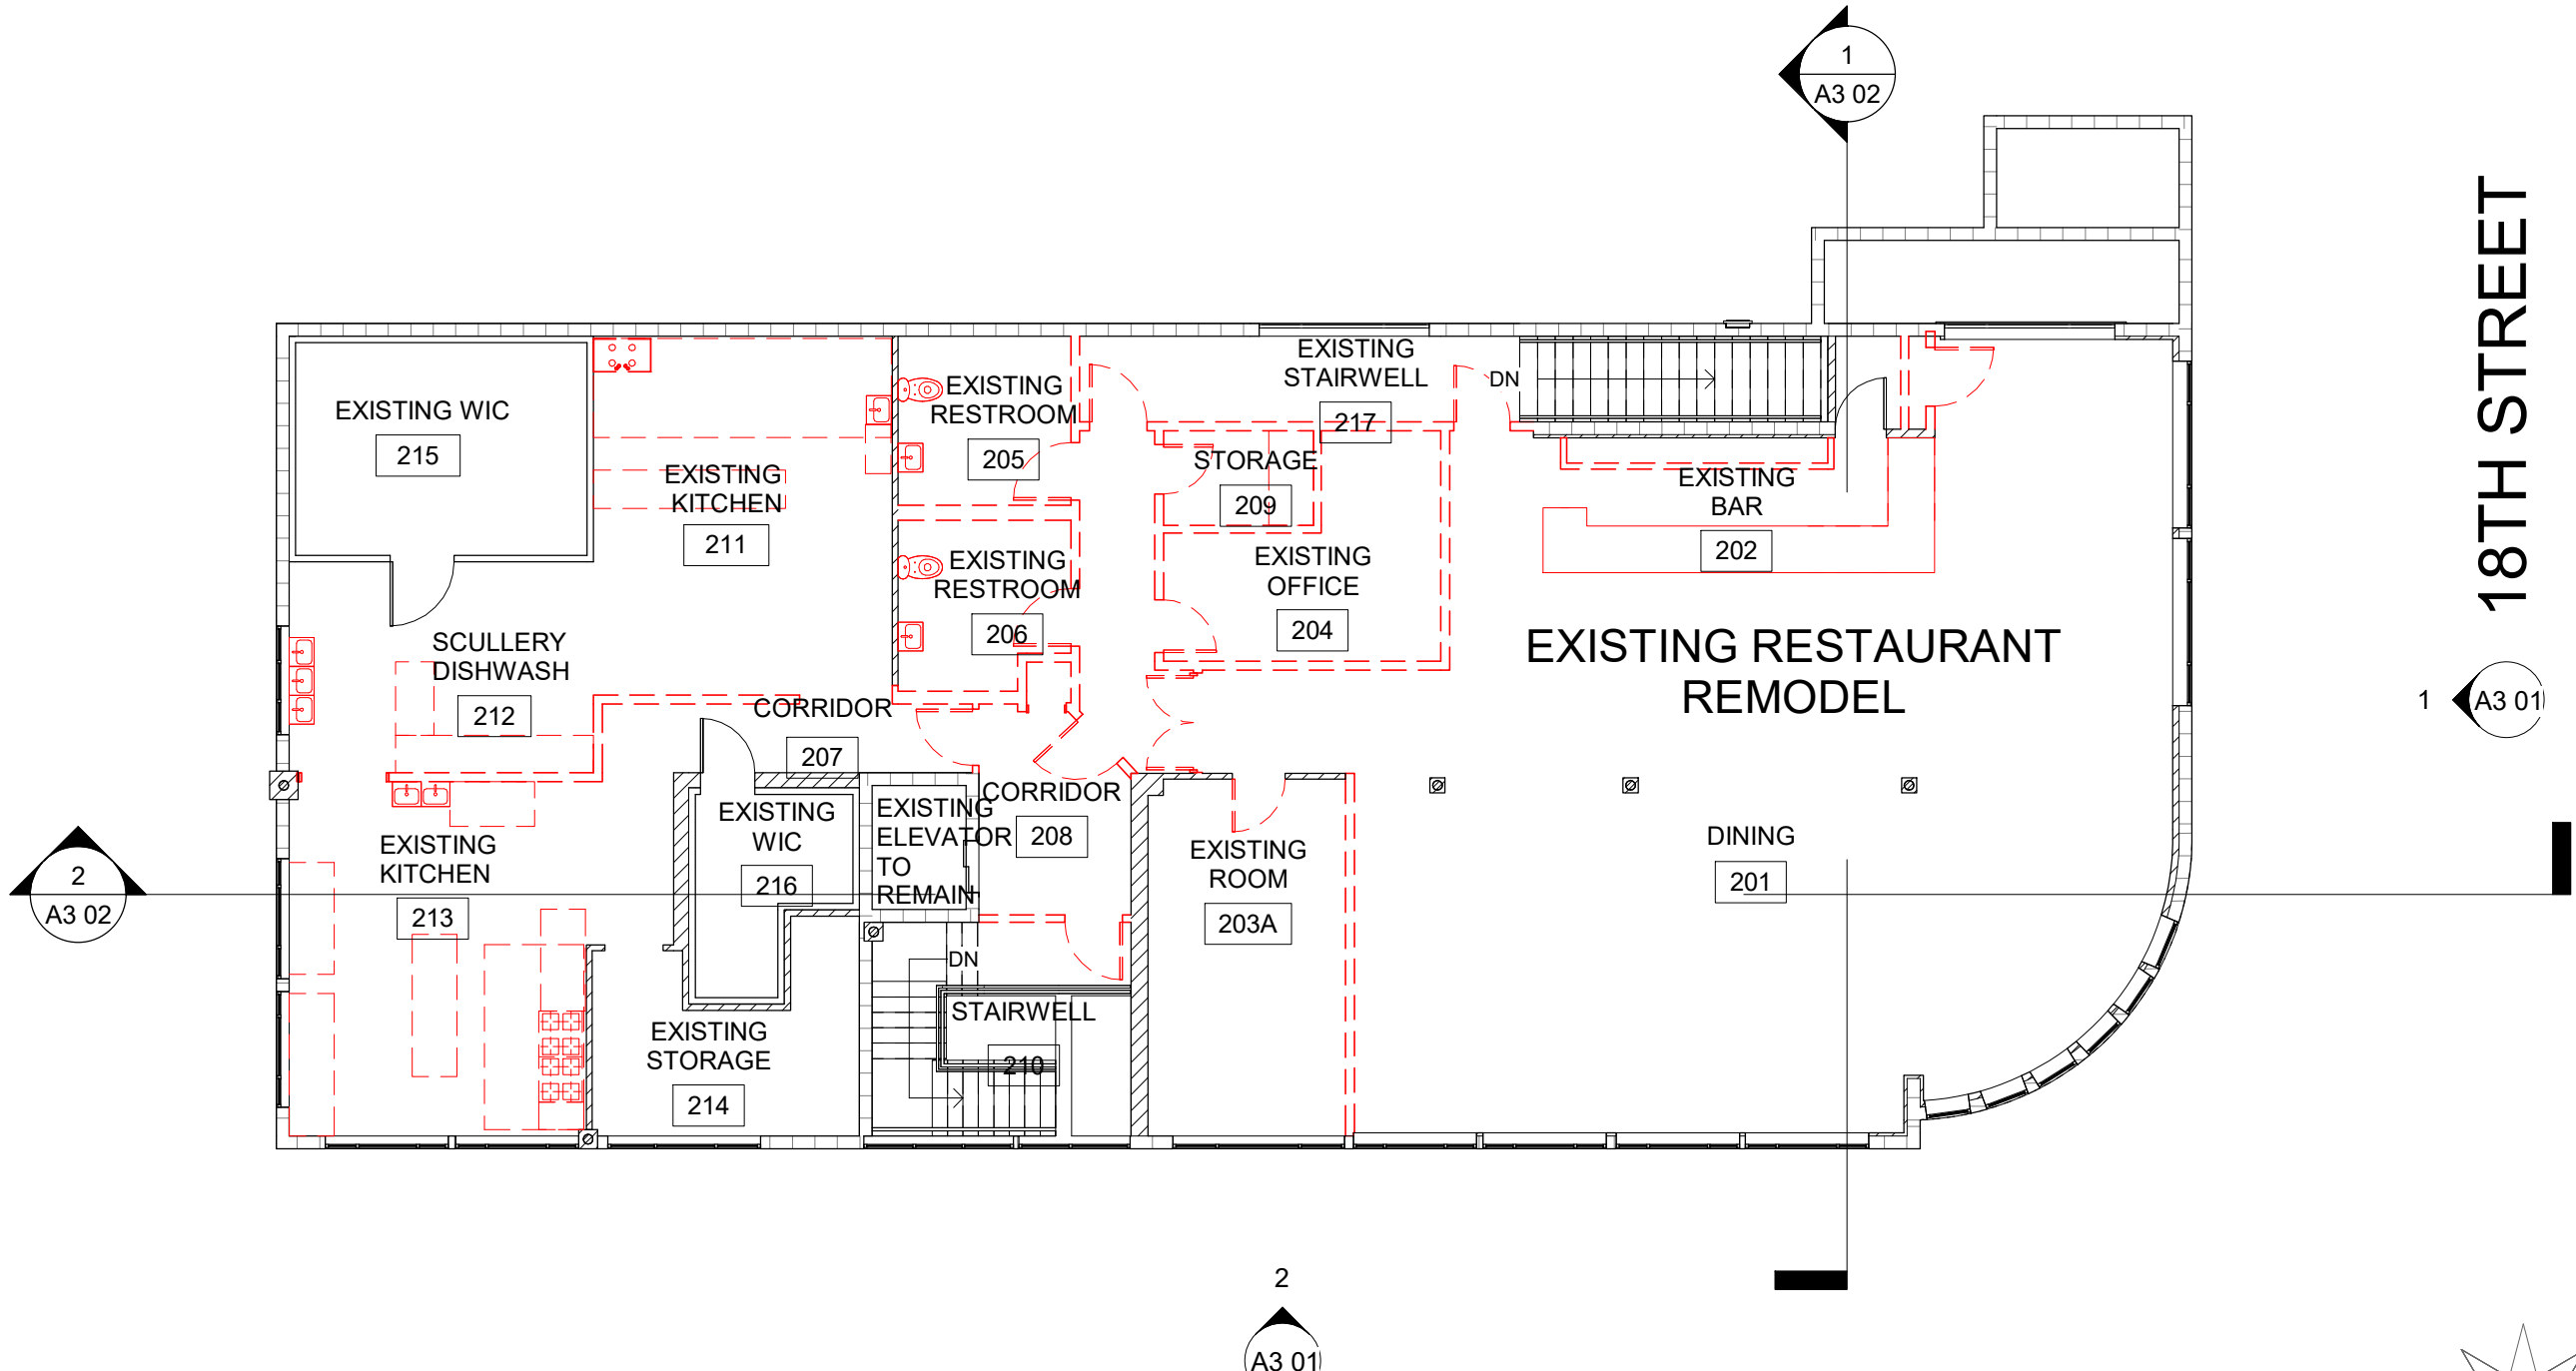 1
A3 02
18TH STREET
EXISTING
STAIRWELL
217
DN
EXISTING WIC
215
EXISTING
RESTROOM
205
STORAGE
209
EXISTING
KITCHEN
211
EXISTING
BAR
202
EXISTING
RESTROOM
206
EXISTING
OFFICE
204
SCULLERY
DISHWASH
212
EXISTING RESTAURANT
REMODEL
1
A3 01
CORRIDOR
207
CORRIDOR
208
EXISTING
WIC
216
EXISTING
ELEVATOR
TO
REMAIN
EXISTING
KITCHEN
213
EXISTING
ROOM
203A
DINING
201
2
A3 02
DN
STAIRWELL
210
EXISTING
STORAGE
214
2
A3 01